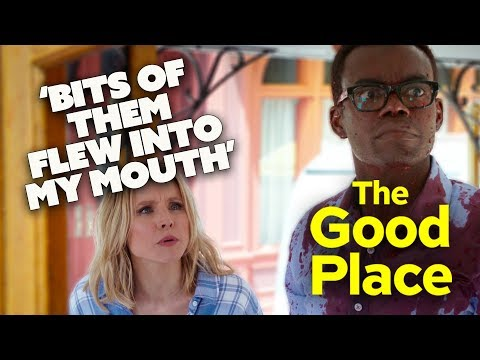 'BITS OF
THEM
FLEW INTO
MY MOUTH'
The
Good
Place